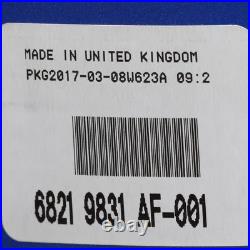 MADE IN UNITED KINGDOM
PKG2017-03-08W623A 09:2
6821 9831 AF-001